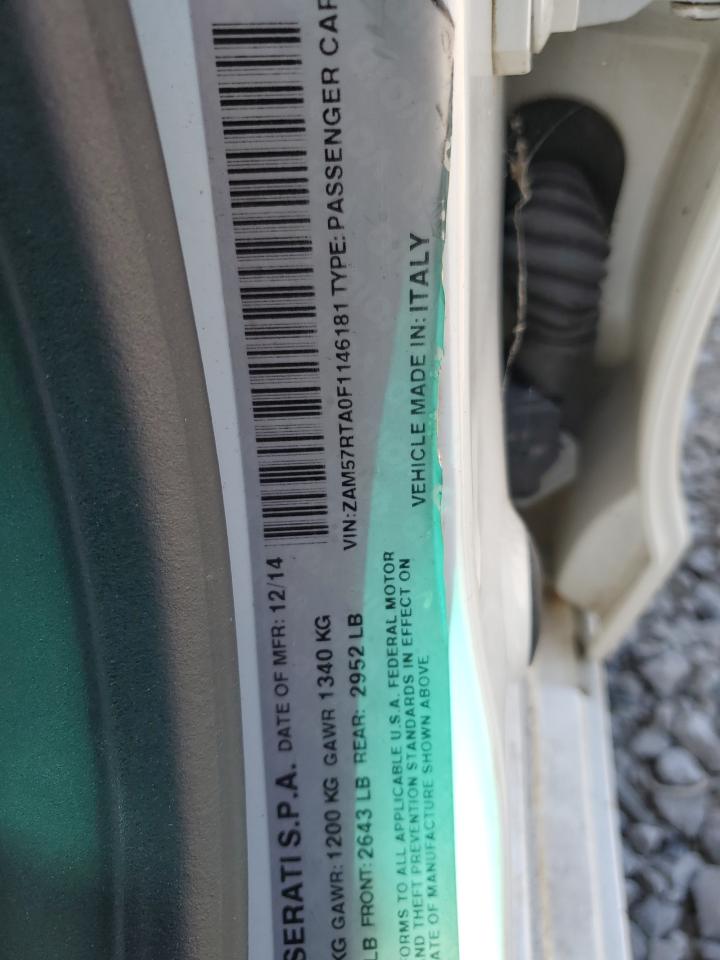 SERATI S.P.A. DATE OF MFR: 12/14
KG GAWR: 1200 KG GAWR 1340 KG
LB FRONT: 2643 LB REAR: 2952 LB
ORMS TO ALL APPLICABLE U.S.A. FEDERAL MOTOR
ND THEFT PREVENTION STANDARDS IN EFFECT ON
ATE OF MANUFACTURE SHOWN ABOVE
VIN:ZAM57RTA0F1146181 TYPE: PASSENGER CAR
VEHICLE MADE IN: ITALY